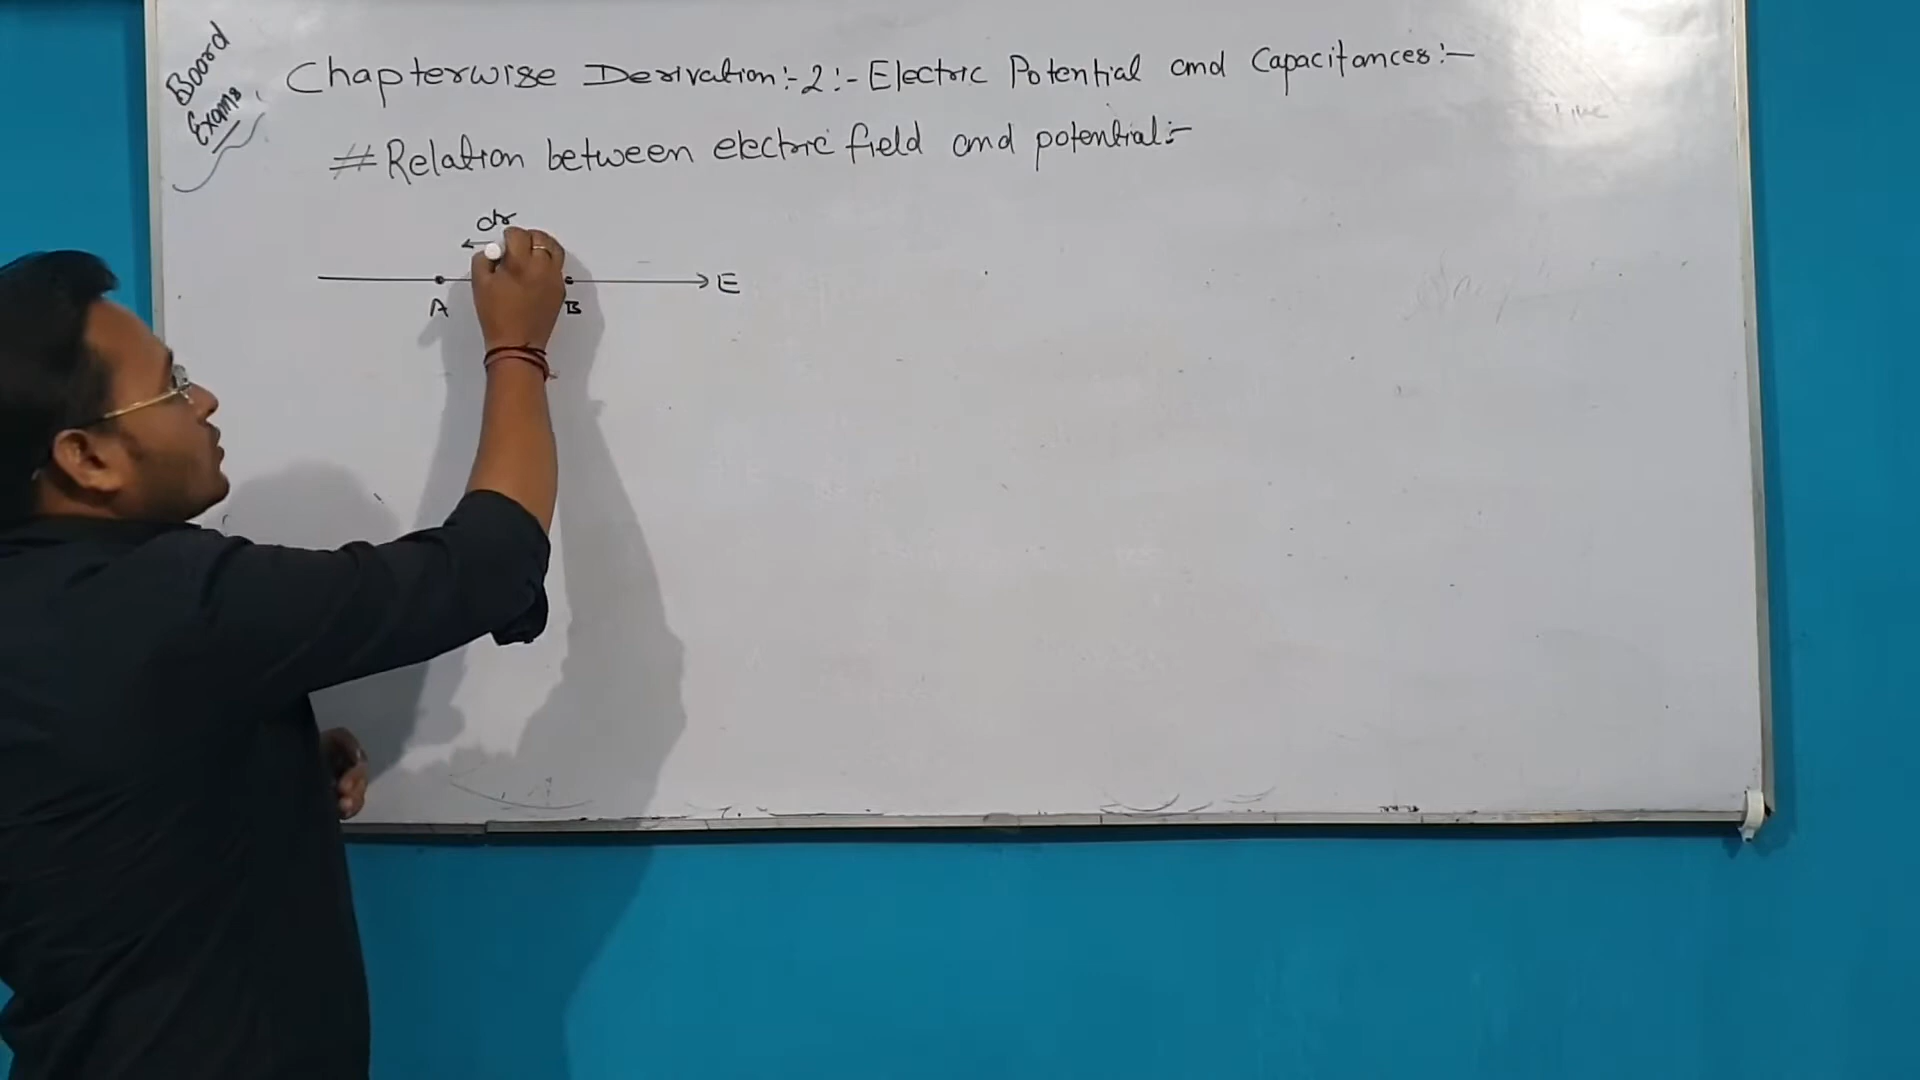 Board
Exams
Chapterwise Derivation:-2:- Electric Potential and Capacitances:-
# Relation between electric field and potential:-
dr
E
A
B